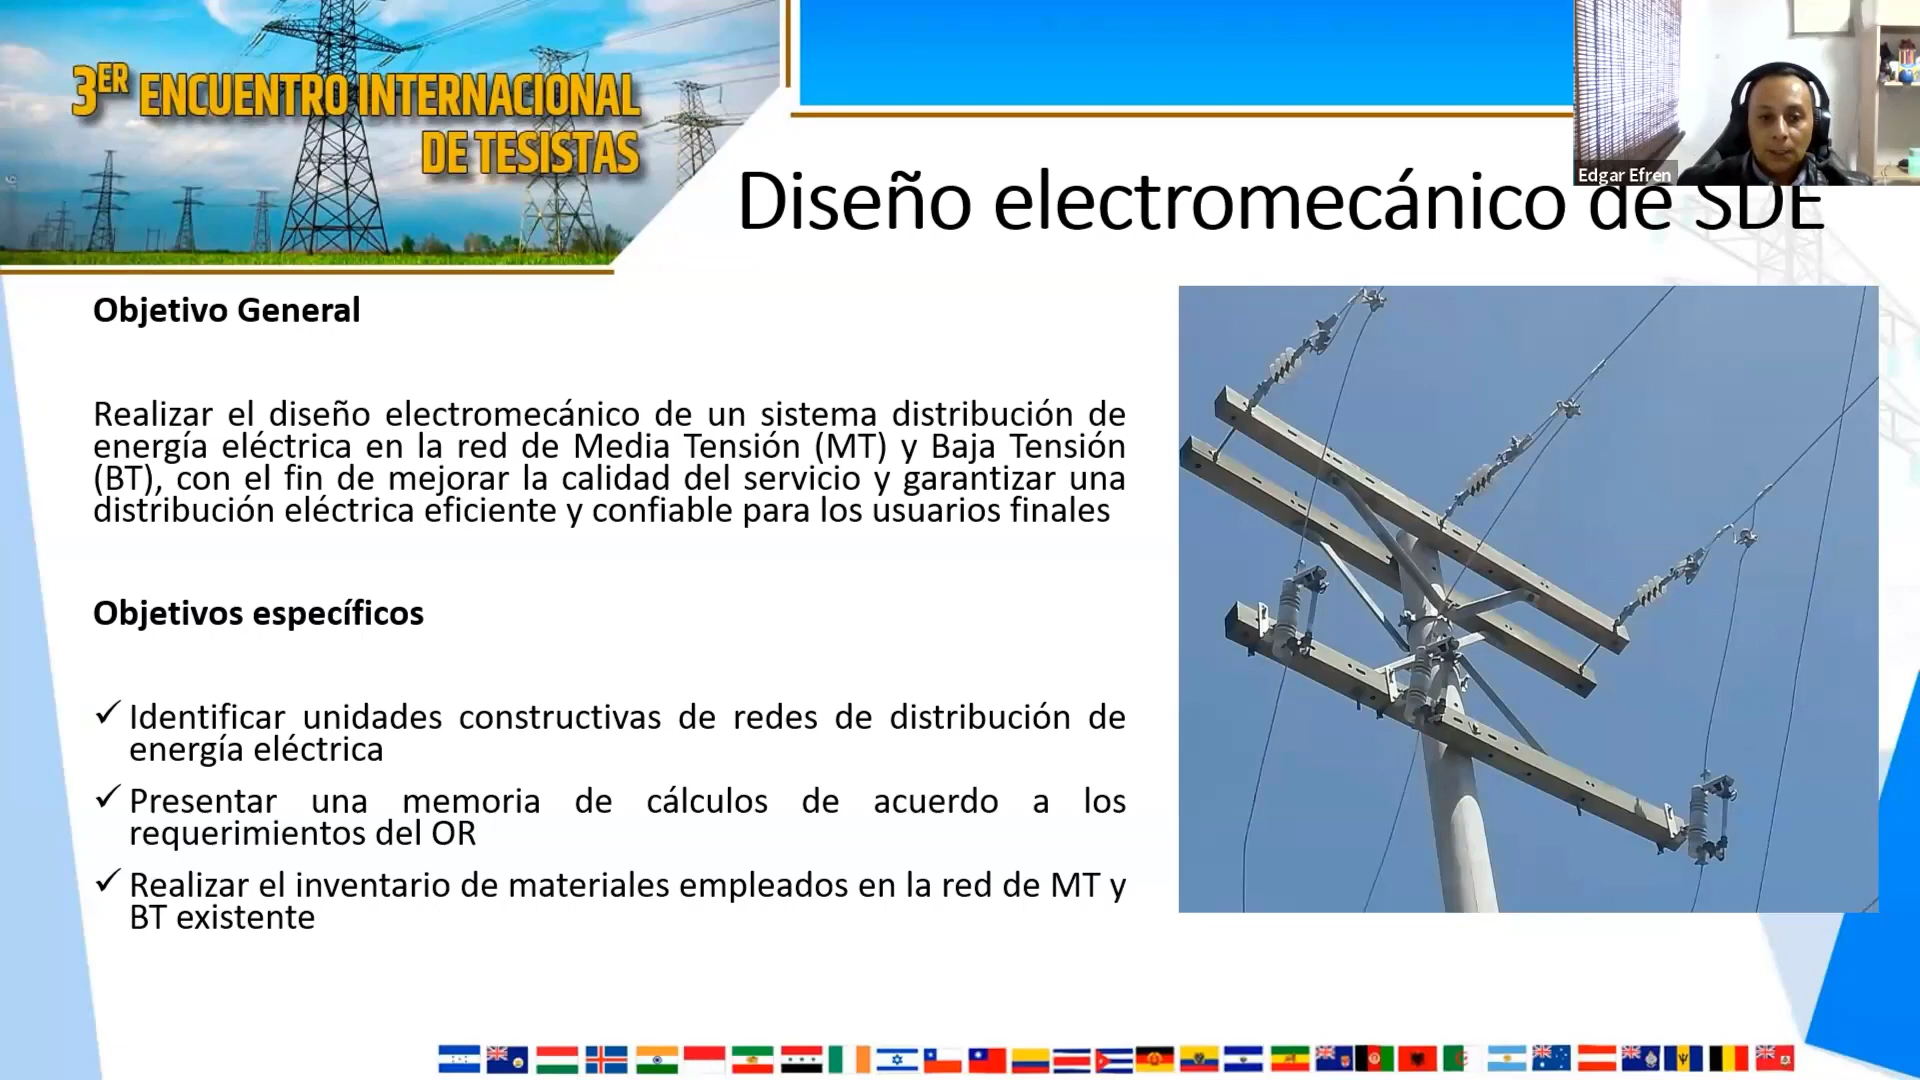 3ER ENCUENTRO INTERNACIONAL
DE TESISTAS
Edgar Efren
Diseño electromecánico de SDE
Objetivo General
Realizar el diseño electromecánico de un sistema distribución de
energía eléctrica en la red de Media Tensión (MT) y Baja Tensión
(BT), con el fin de mejorar la calidad del servicio y garantizar una
distribución eléctrica eficiente y confiable para los usuarios finales
Objetivos específicos
✓ Identificar unidades constructivas de redes de distribución de
energía eléctrica
✓ Presentar una memoria de cálculos de acuerdo a los
requerimientos del OR
✓ Realizar el inventario de materiales empleados en la red de MT y
BT existente